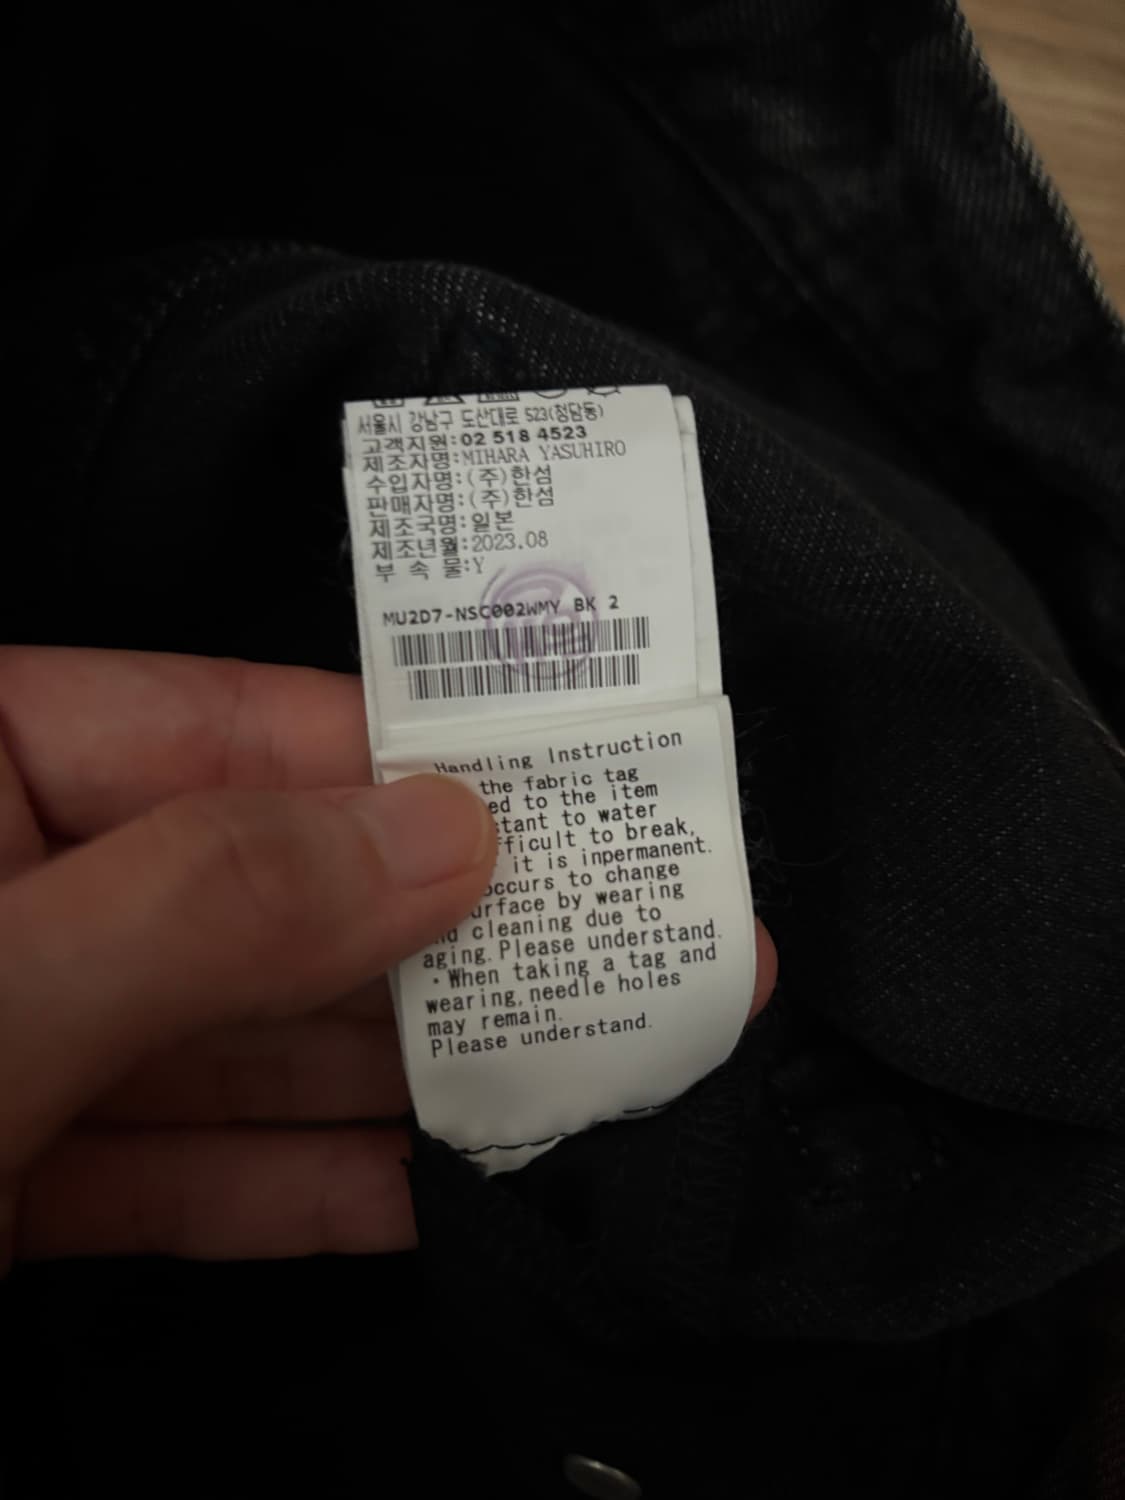 서울시 강남구 도산대로 523(청담동)
고객지원:02 518 4523
제조자명:MIHARA YASUHIRO
수입자명:(주)한섬
판매자명:(주)한섬
제조국명:일본
제조년월:2023.08
부 속 물:Y
MU2D7-NSC002WMY BK 2
Handling Instruction
the fabric tag
ed to the item
stant to water
fficult to break,
it is inpermanent.
occurs to change
urface by wearing
nd cleaning due to
aging.Please understand.
・When taking a tag and
wearing,needle holes
may remain.
Please understand.